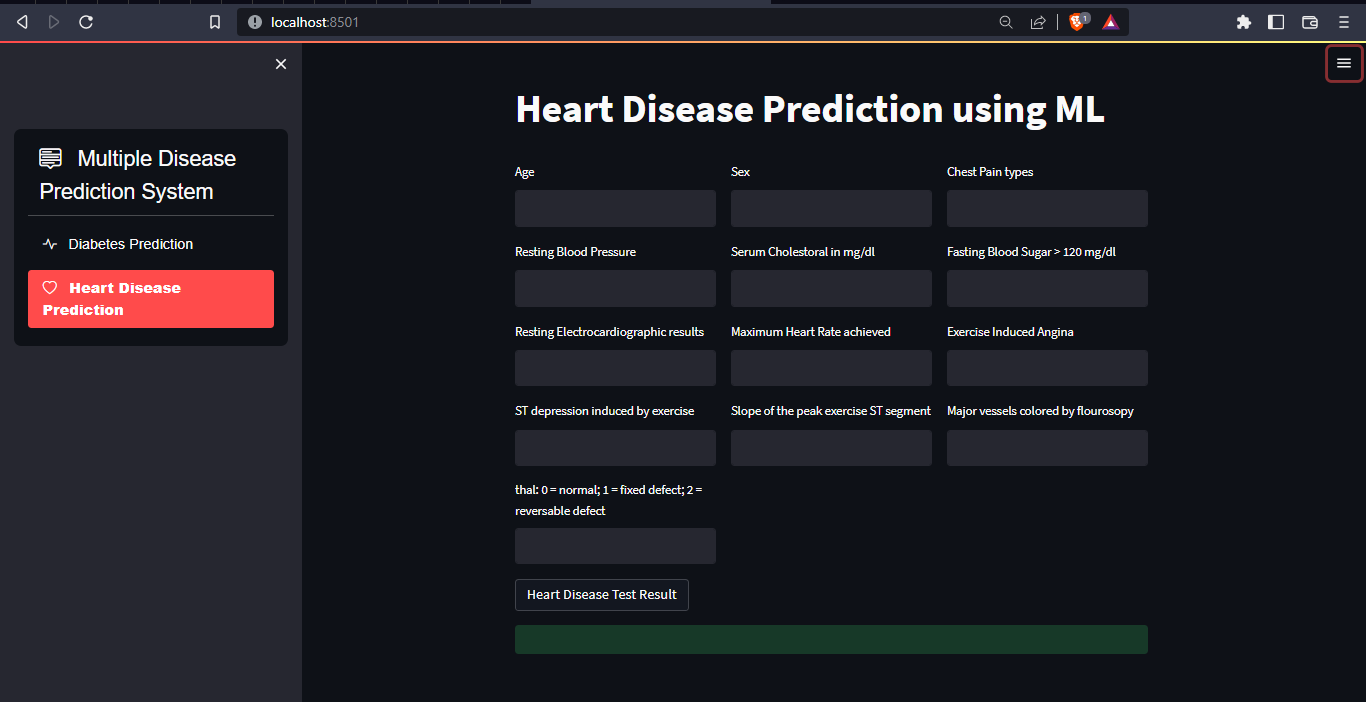 localhost:8501
1
Multiple Disease
Prediction System
Diabetes Prediction
Heart Disease
Prediction
Heart Disease Prediction using ML
Age
Sex
Chest Pain types
Resting Blood Pressure
Serum Cholestoral in mg/dl
Fasting Blood Sugar > 120 mg/dl
Resting Electrocardiographic results
Maximum Heart Rate achieved
Exercise Induced Angina
ST depression induced by exercise
Slope of the peak exercise ST segment
Major vessels colored by flourosopy
thal: 0 = normal; 1 = fixed defect; 2 =
reversable defect
Heart Disease Test Result